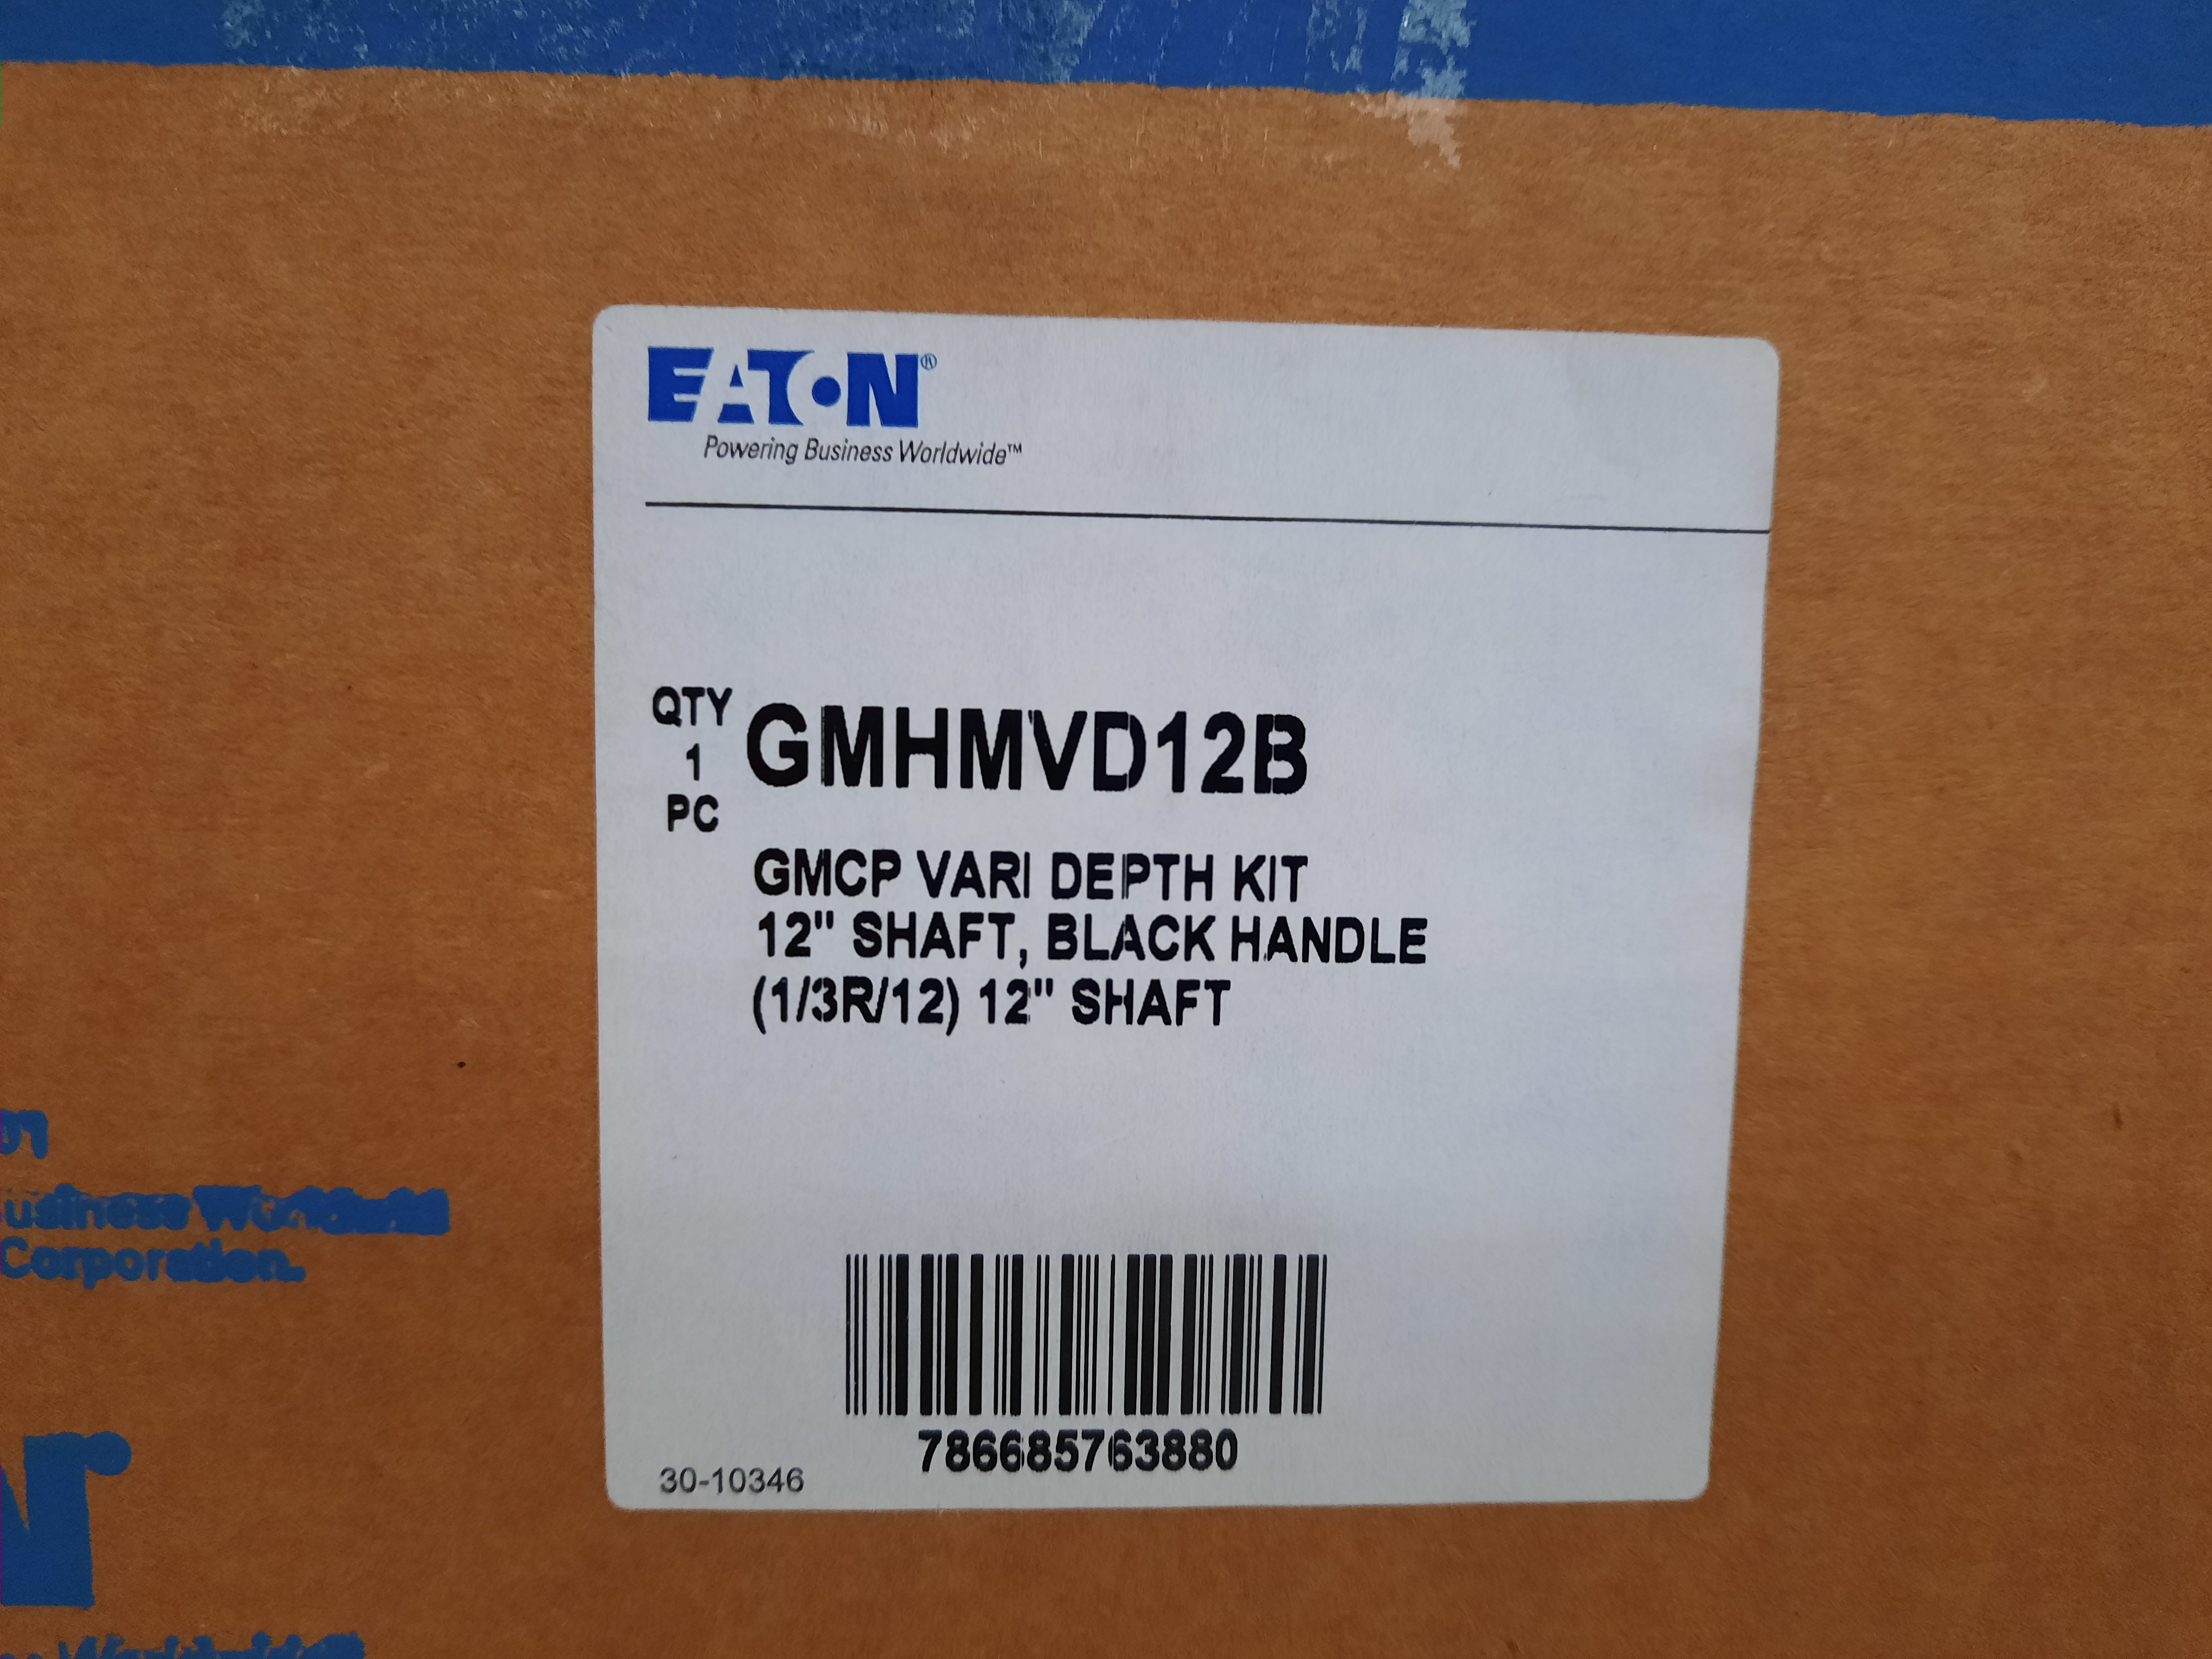 EATON®
Powering Business Worldwide™
QTY
1
PC
GMHMVD12B
GMCP VARI DEPTH KIT
12" SHAFT, BLACK HANDLE
(1/3R/12) 12" SHAFT
786685763880
30-10346
Corporation.